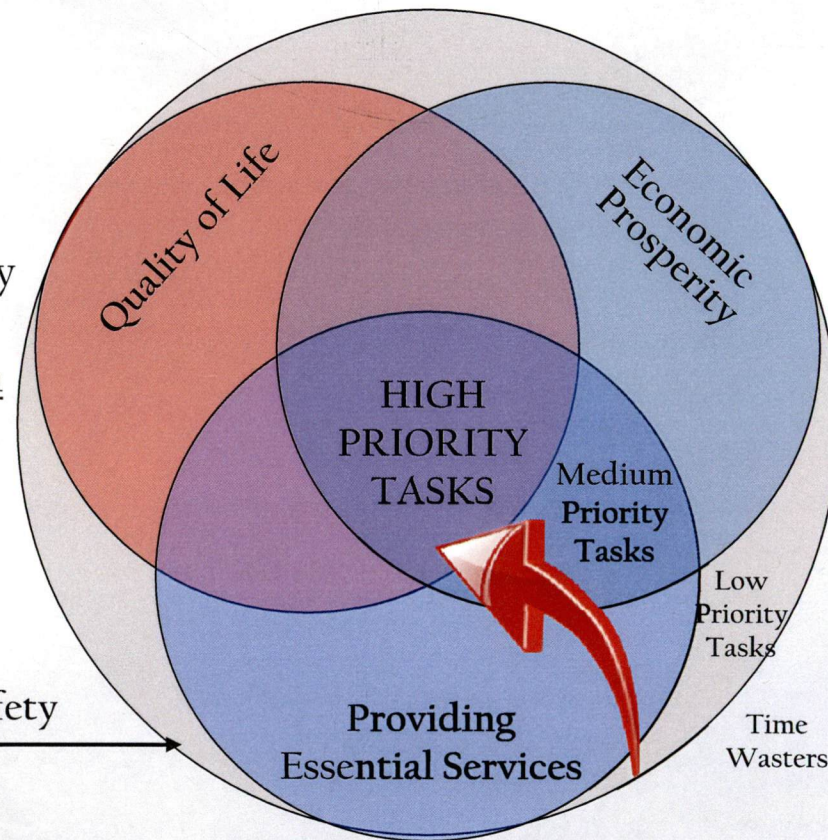 Quality of Life
Economic
Prosperity
HIGH
PRIORITY
TASKS
Medium
Priority
Tasks
Low
Priority
Tasks
Providing
Essential Services
Time
Wasters